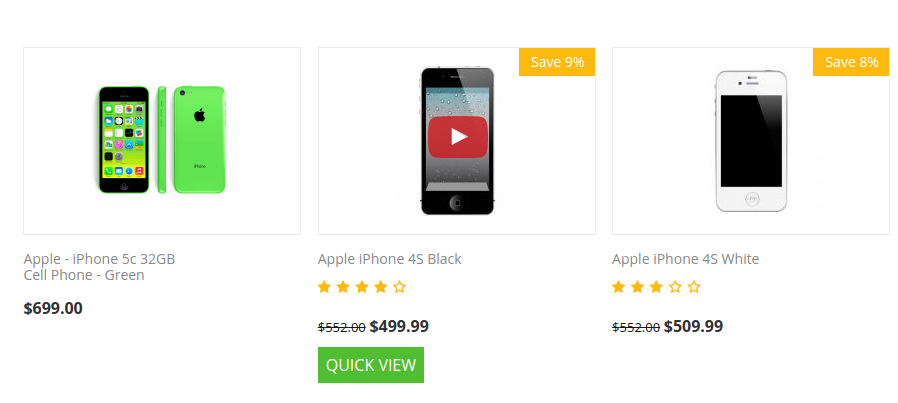 Save 9%
Save 8%
iPhone
Apple - iPhone 5c 32GB
Cell Phone - Green
$699.00
Apple iPhone 4S Black
$552.00 $499.99
QUICK VIEW
Apple iPhone 4S White
$552.00 $509.99